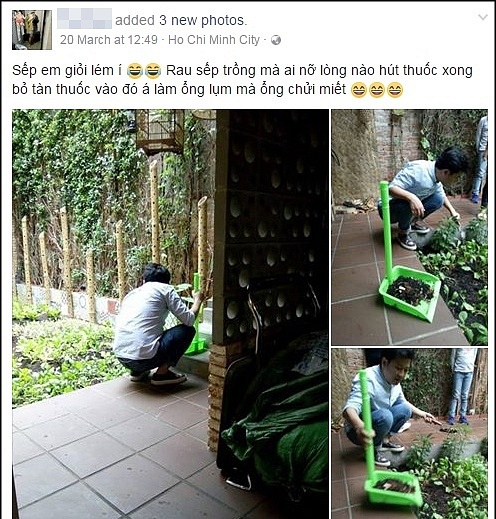 added 3 new photos.
20 March at 12:49 · Ho Chi Minh City ·
Sếp em giỏi lém í 😂😂 Rau sếp trồng mà ai nỡ lòng nào hút thuốc xong
bỏ tàn thuốc vào đó á làm ổng lụm mà ổng chửi miết 😄😄😄